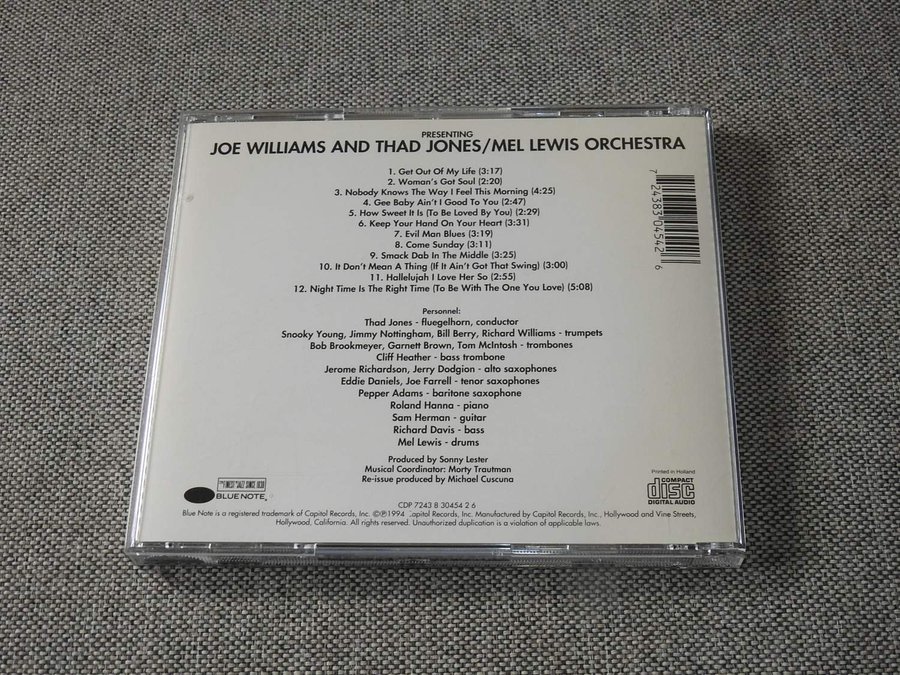 PRESENTING
JOE WILLIAMS AND THAD JONES/MEL LEWIS ORCHESTRA
1. Get Out Of My Life (3:17)
2. Woman's Got Soul (2:20)
3. Nobody Knows The Way I Feel This Morning (4:25)
4. Gee Baby Ain't I Good To You (2:47)
5. How Sweet It Is (To Be Loved By You) (2:29)
6. Keep Your Hand On Your Heart (3:31)
7. Evil Man Blues (3:19)
8. Come Sunday (3:11)
9. Smack Dab In The Middle (3:25)
10. It Don't Mean A Thing (If It Ain't Got That Swing) (3:00)
11. Hallelujah I Love Her So (2:55)
12. Night Time Is The Right Time (To Be With The One You Love) (5:08)
7 24383 04542 6
Personnel:
Thad Jones - fluegelhorn, conductor
Snooky Young, Jimmy Nottingham, Bill Berry, Richard Williams - trumpets
Bob Brookmeyer, Garnett Brown, Tom McIntosh - trombones
Cliff Heather - bass trombone
Jerome Richardson, Jerry Dodgion - alto saxophones
Eddie Daniels, Joe Farrell - tenor saxophones
Pepper Adams - baritone saxophone
Roland Hanna - piano
Sam Herman - guitar
Richard Davis - bass
Mel Lewis - drums
Produced by Sonny Lester
Musical Coordinator: Morty Trautman
Re-issue produced by Michael Cuscuna
THE FINEST IN JAZZ SINCE 1939
BLUE NOTE
Printed in Holland
COMPACT
disc
DIGITAL AUDIO
CDP 7243 8 30454 2 6
Blue Note is a registered trademark of Capitol Records, Inc. ©℗1994 apitol Records, Inc. Manufactured by Capitol Records, Inc., Hollywood and Vine Streets,
Hollywood, California. All rights reserved. Unauthorized duplication is a violation of applicable laws.